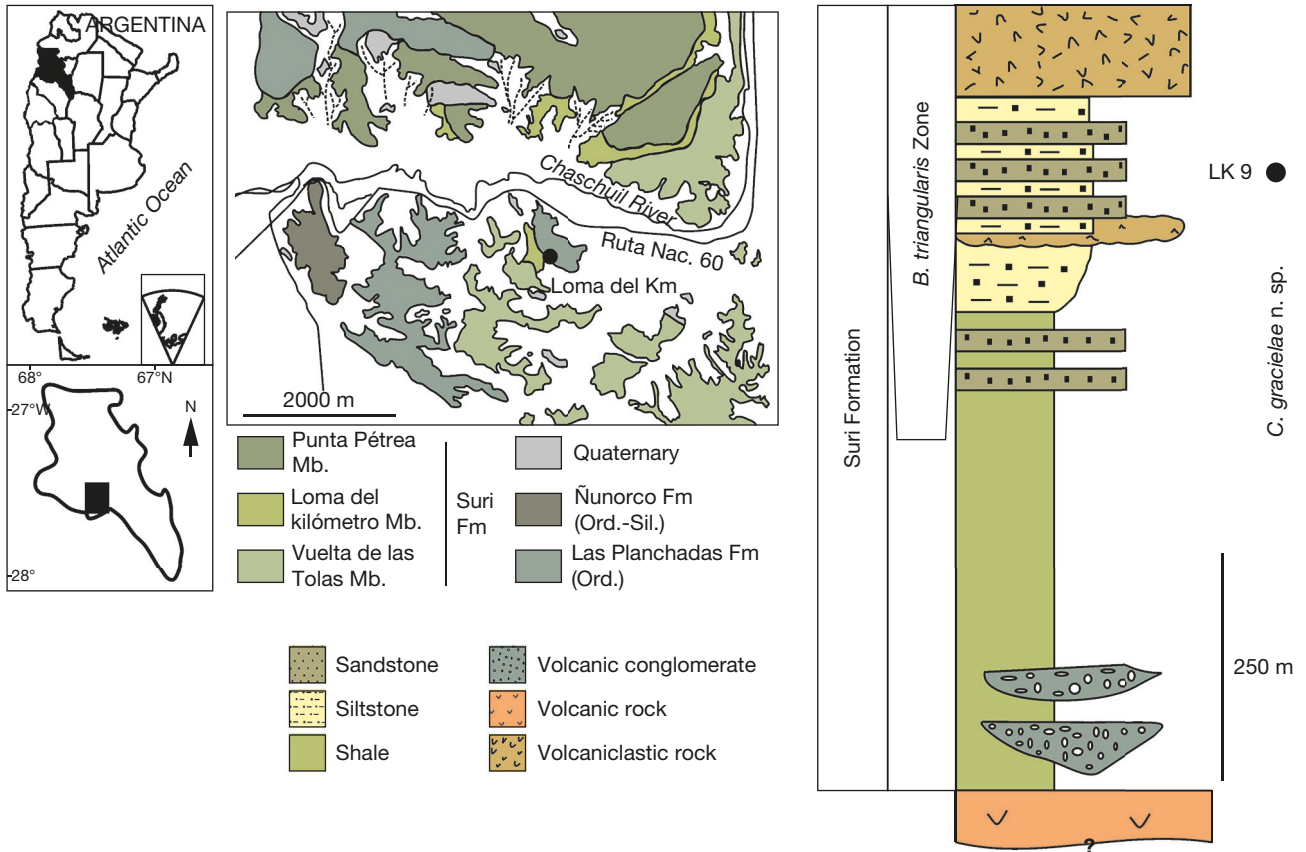 ARGENTINA
Atlantic Ocean
68°
67°N
27°W
N
28°
Chaschuil River
Ruta Nac. 60
Loma del Km
2000 m
Punta Pétrea
Mb.
Loma del
kilómetro Mb.
Vuelta de las
Tolas Mb.
Suri
Fm
Quaternary
Ñunorco Fm
(Ord.-Sil.)
Las Planchadas Fm
(Ord.)
Sandstone
Siltstone
Shale
Volcanic conglomerate
Volcanic rock
Volcaniclastic rock
Suri Formation
B. triangularis Zone
LK 9
C. gracielae n. sp.
250 m
?